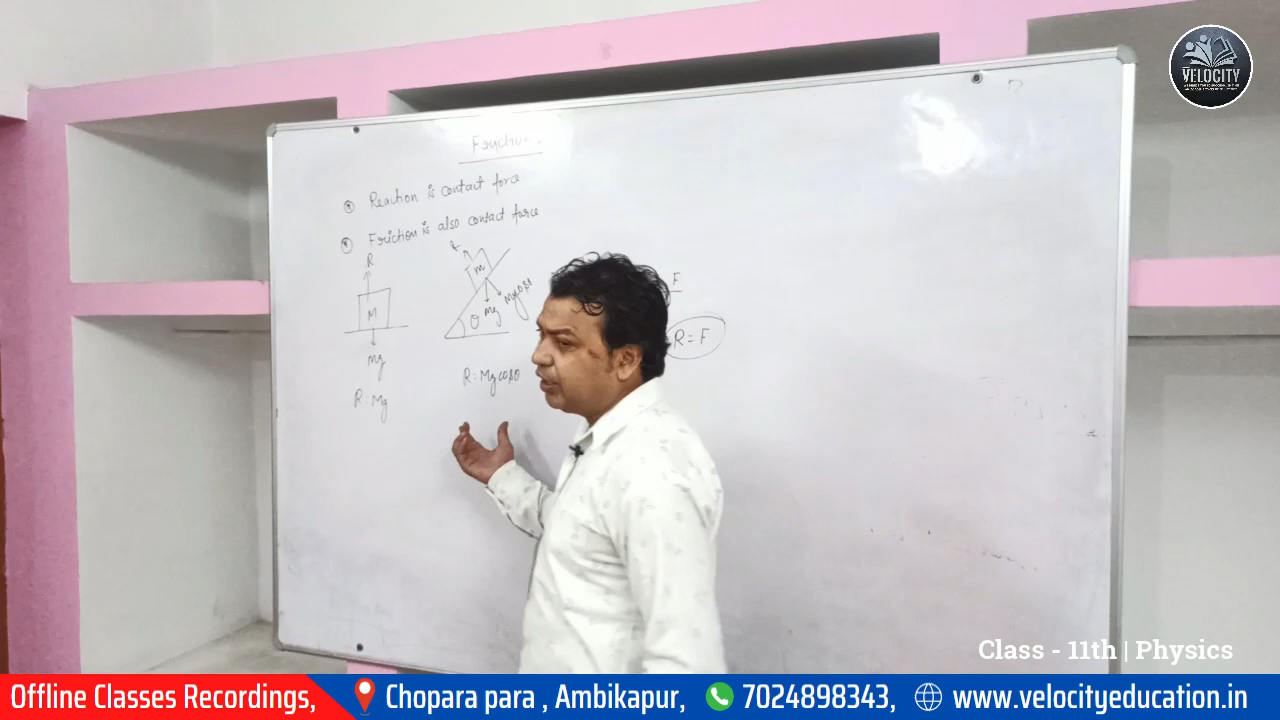 VELOCITY
Friction.
Reaction is contact force
Friction is also contact force
R
M
Mg
R = Mg
R
m
θ
Mg
Mgcosθ
R = Mgcosθ
F
R = F
Class - 11th | Physics
Offline Classes Recordings,
Chopara para , Ambikapur,
7024898343,
www.velocityeducation.in